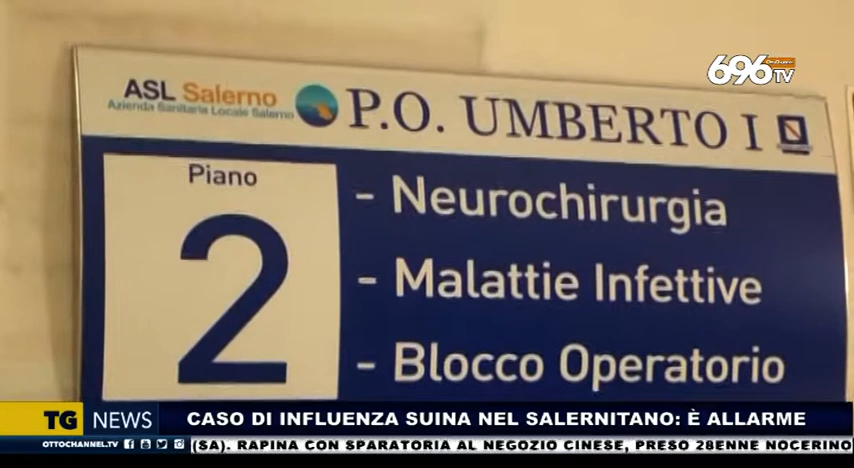 696 TV
ASL Salerno
Azienda Sanitaria Locale Salerno
P.O. UMBERTO I
Piano
2
- Neurochirurgia
- Malattie Infettive
- Blocco Operatorio
TG NEWS
CASO DI INFLUENZA SUINA NEL SALERNITANO: È ALLARME
OTTOCHANNEL.TV
(SA). RAPINA CON SPARATORIA AL NEGOZIO CINESE, PRESO 28ENNE NOCERINO